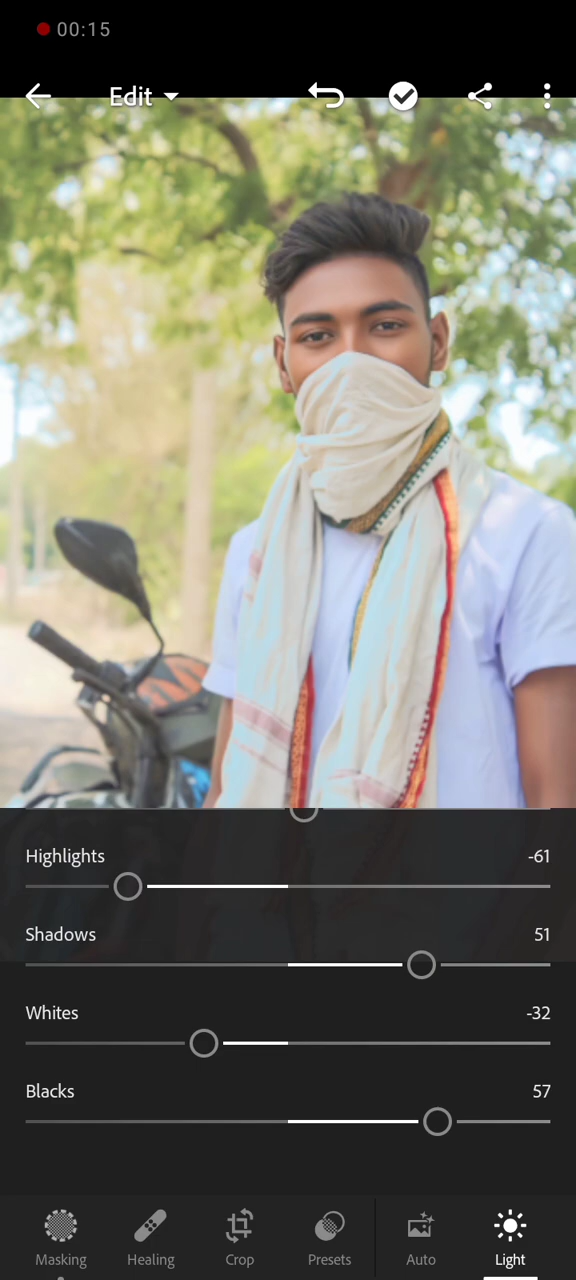 00:15
Edit
Highlights -61
Shadows 51
Whites -32
Blacks 57
Masking Healing Crop Presets Auto Light